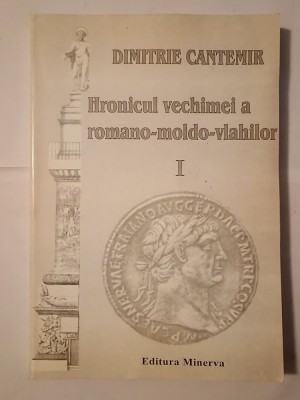 DIMITRIE CANTEMIR
Hronicul vechimei a
romano-moldo-vlahilor
I
Editura Minerva